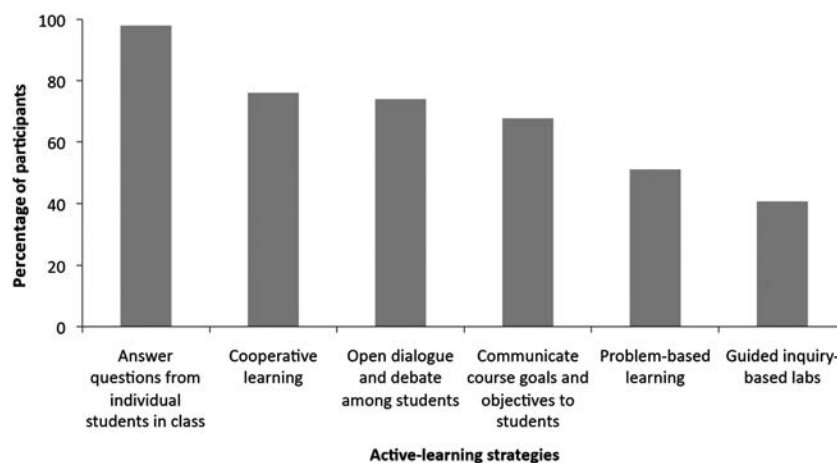 100
80
60
40
20
0
Percentage of participants
Answer
questions from
individual
students in class
Cooperative
learning
Open dialogue
and debate
among students
Communicate
course goals and
objectives to
students
Problem-based
learning
Guided inquiry-
based labs
Active-learning strategies